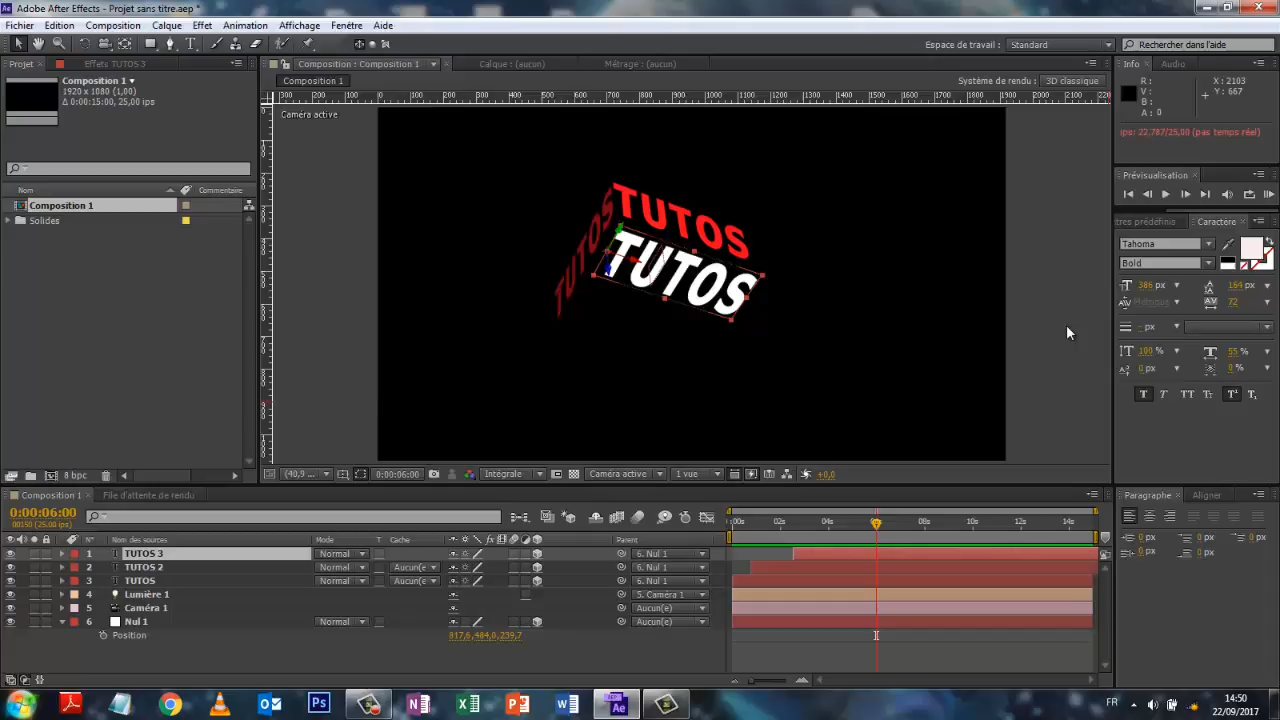 Adobe After Effects - Projet sans titre.aep *
Fichier Edition Composition Calque Effet Animation Affichage Fenêtre Aide
Espace de travail : Standard Rechercher dans l'aide
Projet Effets TUTOS 3 Composition : Composition 1 Calque : (aucun) Métrage : (aucun) Info Audio
Composition 1
1920 x 1080 (1,00)
Δ 0:00:15:00, 25,00 ips
Composition 1 Système de rendu : 3D classique
Caméra active
R :
V :
B :
A : 0
X : 2103
Y : 667
ips: 22.787/25,00 (pas temps réel)
Nom Commentaire
Composition 1
Solides
TUTOS
TUTOS
TUTOS
Prévisualisation
tres prédéfinis Caractère
Tahoma
Bold
386 px 164 px
Métrique 72
- px
100 % 55 %
0 px 0 %
8 bpc (40,9 ... 0:00:06:00 Intégrale Caméra active 1 vue +0,0
Composition 1 File d'attente de rendu
0:00:06:00
00150 (25.00 ips)
:00s 02s 04s 08s 10s 12s 14s
N° Nom des sources Mode T Cache Parent
1 TUTOS 3 Normal 6. Nul 1
2 TUTOS 2 Normal Aucun(e 6. Nul 1
3 TUTOS Normal Aucun(e 6. Nul 1
4 Lumière 1 5. Caméra 1
5 Caméra 1 Aucun(e)
6 Nul 1 Normal Aucun(e)
Position 817,6,484,0,239,7
Paragraphe Aligner
0 px 0 px 0 px
0 px 0 px
FR 14:50
22/09/2017